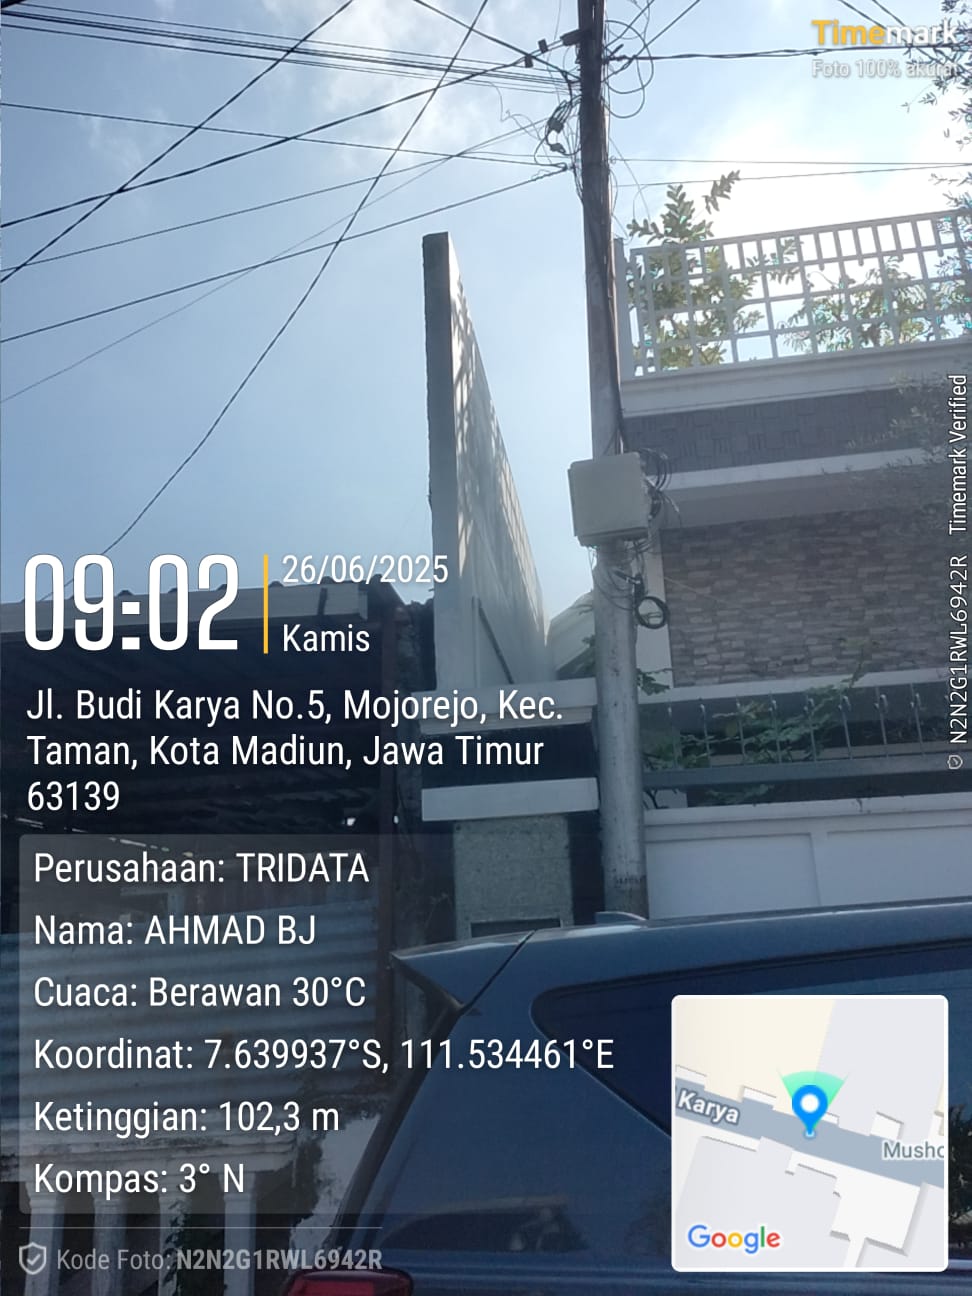 Timemark
Foto 100% akurat
09:02
26/06/2025
Kamis
Jl. Budi Karya No.5, Mojorejo, Kec.
Taman, Kota Madiun, Jawa Timur
63139
Perusahaan: TRIDATA
Nama: AHMAD BJ
Cuaca: Berawan 30°C
Koordinat: 7.639937°S, 111.534461°E
Ketinggian: 102,3 m
Kompas: 3° N
Kode Foto: N2N2G1RWL6942R
Karya
Musho
Google
N2N2G1RWL6942R Timemark Verified